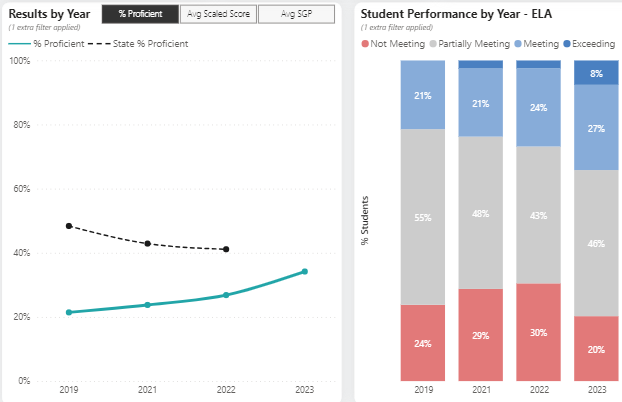 Results by Year
% Proficient
Avg Scaled Score
Avg SGP
(1 extra filter applied)
% Proficient
State % Proficient
100%
80%
60%
40%
20%
0%
2019
2021
2022
2023
Student Performance by Year - ELA
(1 extra filter applied)
Not Meeting
Partially Meeting
Meeting
Exceeding
% Students
21%
55%
24%
21%
48%
29%
24%
43%
30%
8%
27%
46%
20%
2019
2021
2022
2023